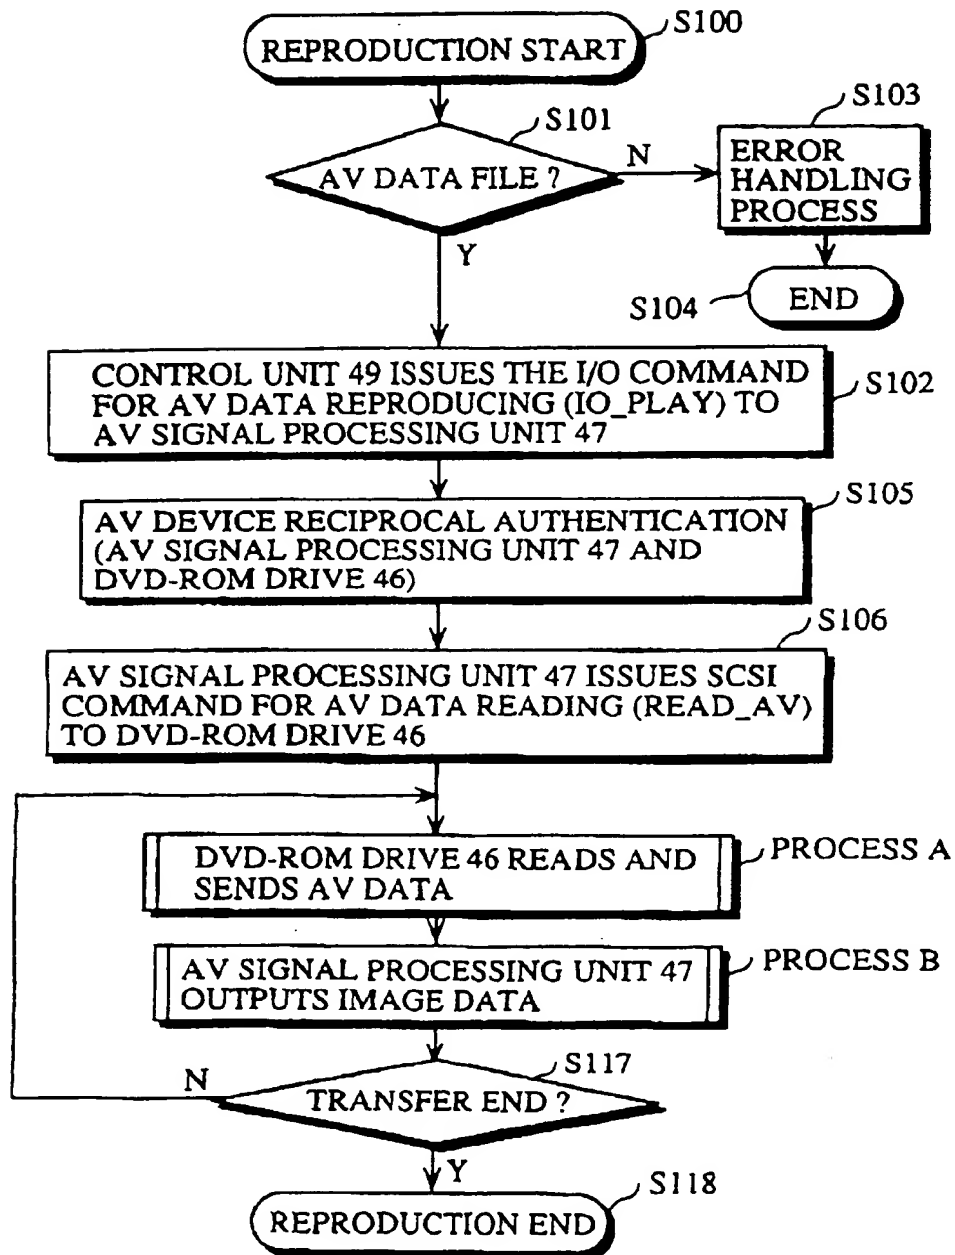 REPRODUCTION START
S100
S101
AV DATA FILE ?
N
Y
S103
ERROR
HANDLING
PROCESS
S104
END
CONTROL UNIT 49 ISSUES THE I/O COMMAND
FOR AV DATA REPRODUCING (IO_PLAY) TO
AV SIGNAL PROCESSING UNIT 47
S102
S105
AV DEVICE RECIPROCAL AUTHENTICATION
(AV SIGNAL PROCESSING UNIT 47 AND
DVD-ROM DRIVE 46)
S106
AV SIGNAL PROCESSING UNIT 47 ISSUES SCSI
COMMAND FOR AV DATA READING (READ_AV)
TO DVD-ROM DRIVE 46
DVD-ROM DRIVE 46 READS AND
SENDS AV DATA
PROCESS A
AV SIGNAL PROCESSING UNIT 47
OUTPUTS IMAGE DATA
PROCESS B
S117
N
TRANSFER END ?
Y
S118
REPRODUCTION END